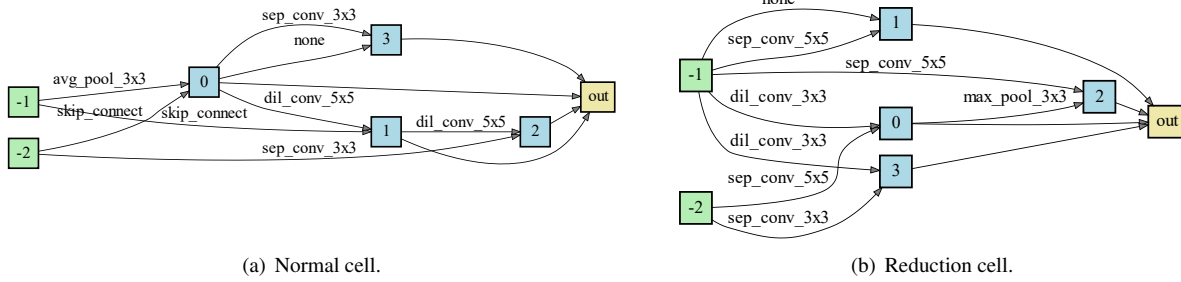 none
sep_conv_3x3
none
3
1
sep_conv_5x5
sep_conv_5x5
avg_pool_3x3
0
-1
-1
skip_connect
skip_connect
dil_conv_5x5
out
dil_conv_3x3
max_pool_3x3
2
out
1
dil_conv_5x5
2
0
-2
sep_conv_3x3
dil_conv_3x3
3
sep_conv_5x5
-2
sep_conv_3x3
(a) Normal cell.
(b) Reduction cell.